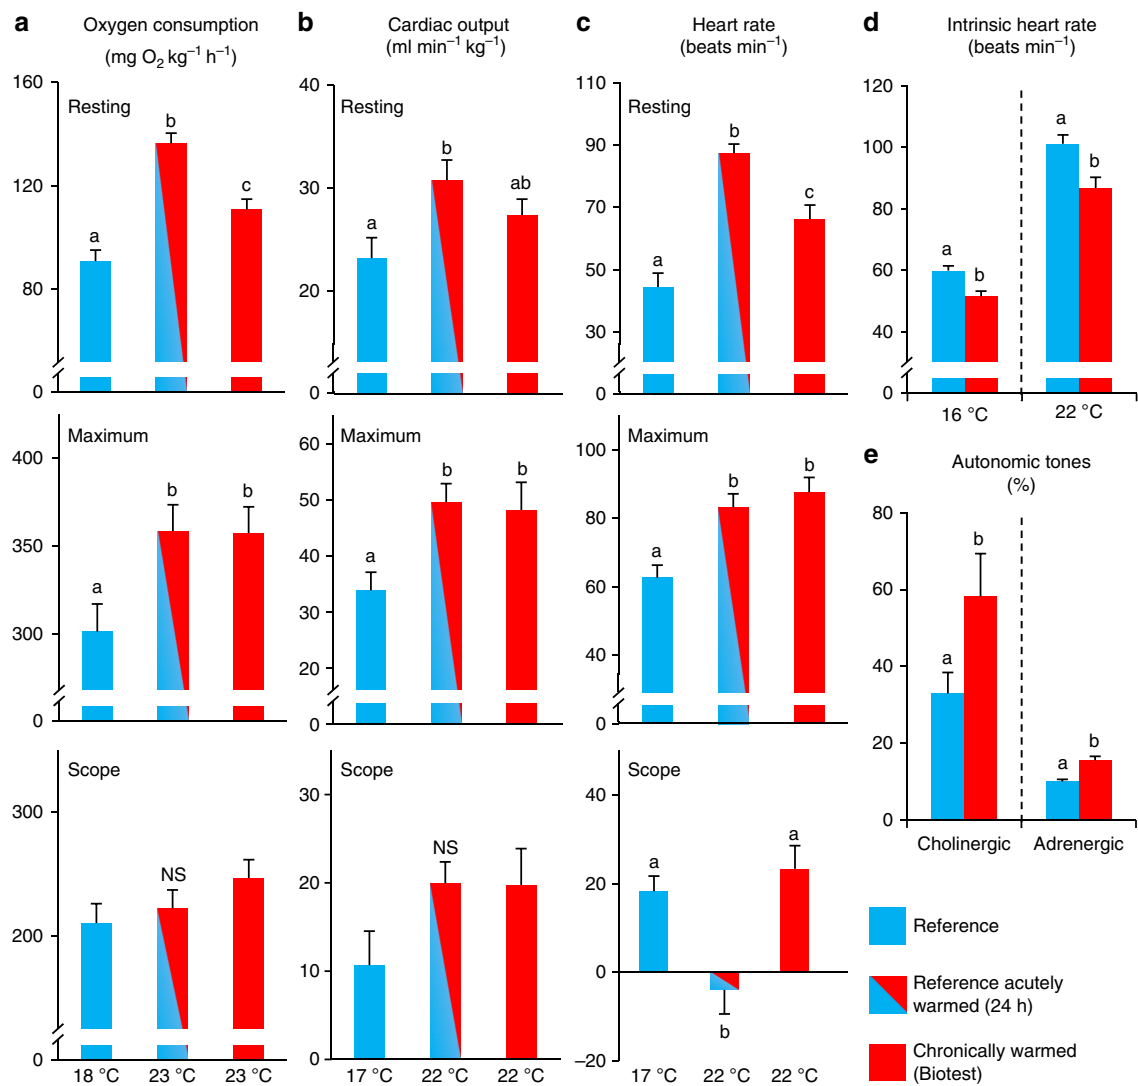 a
Oxygen consumption
(mg O₂ kg⁻¹ h⁻¹)
160
120
80
0
Resting
a
b
c
400
350
300
0
Maximum
a
b
b
300
200
0
Scope
NS
18 °C
23 °C
23 °C
b
Cardiac output
(ml min⁻¹ kg⁻¹)
40
30
20
0
Resting
a
b
ab
60
50
40
30
20
0
Maximum
a
b
b
30
20
10
0
Scope
NS
17 °C
22 °C
22 °C
c
Heart rate
(beats min⁻¹)
110
90
70
50
30
0
Resting
a
b
c
100
80
60
40
0
Maximum
a
b
b
40
20
0
–20
Scope
a
b
a
17 °C
22 °C
22 °C
d
Intrinsic heart rate
(beats min⁻¹)
120
100
80
60
40
0
a
b
a
b
16 °C
22 °C
e
Autonomic tones
(%)
80
60
40
20
0
a
b
a
b
Cholinergic
Adrenergic
Reference
Reference acutely
warmed (24 h)
Chronically warmed
(Biotest)